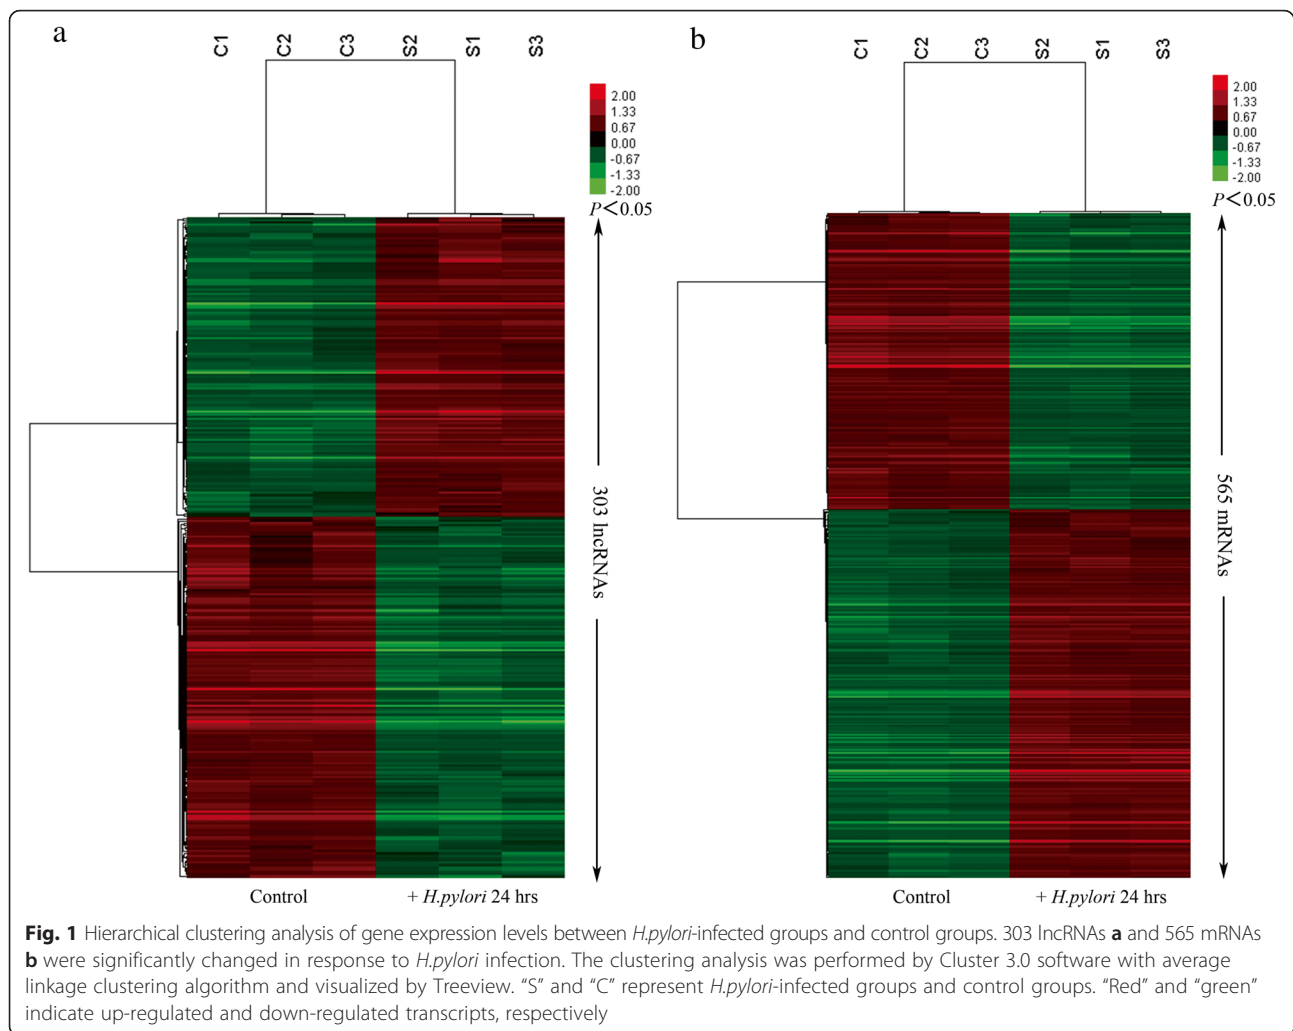 a
C1 C2 C3 S2 S1 S3
2.00
1.33
0.67
0.00
-0.67
-1.33
-2.00
P<0.05
303 lncRNAs
Control
+ H.pylori 24 hrs
b
C1 C2 C3 S2 S1 S3
2.00
1.33
0.67
0.00
-0.67
-1.33
-2.00
P<0.05
565 mRNAs
Control
+ H.pylori 24 hrs
Fig. 1 Hierarchical clustering analysis of gene expression levels between H.pylori-infected groups and control groups. 303 lncRNAs a and 565 mRNAs
b were significantly changed in response to H.pylori infection. The clustering analysis was performed by Cluster 3.0 software with average
linkage clustering algorithm and visualized by Treeview. “S” and “C” represent H.pylori-infected groups and control groups. “Red” and “green”
indicate up-regulated and down-regulated transcripts, respectively